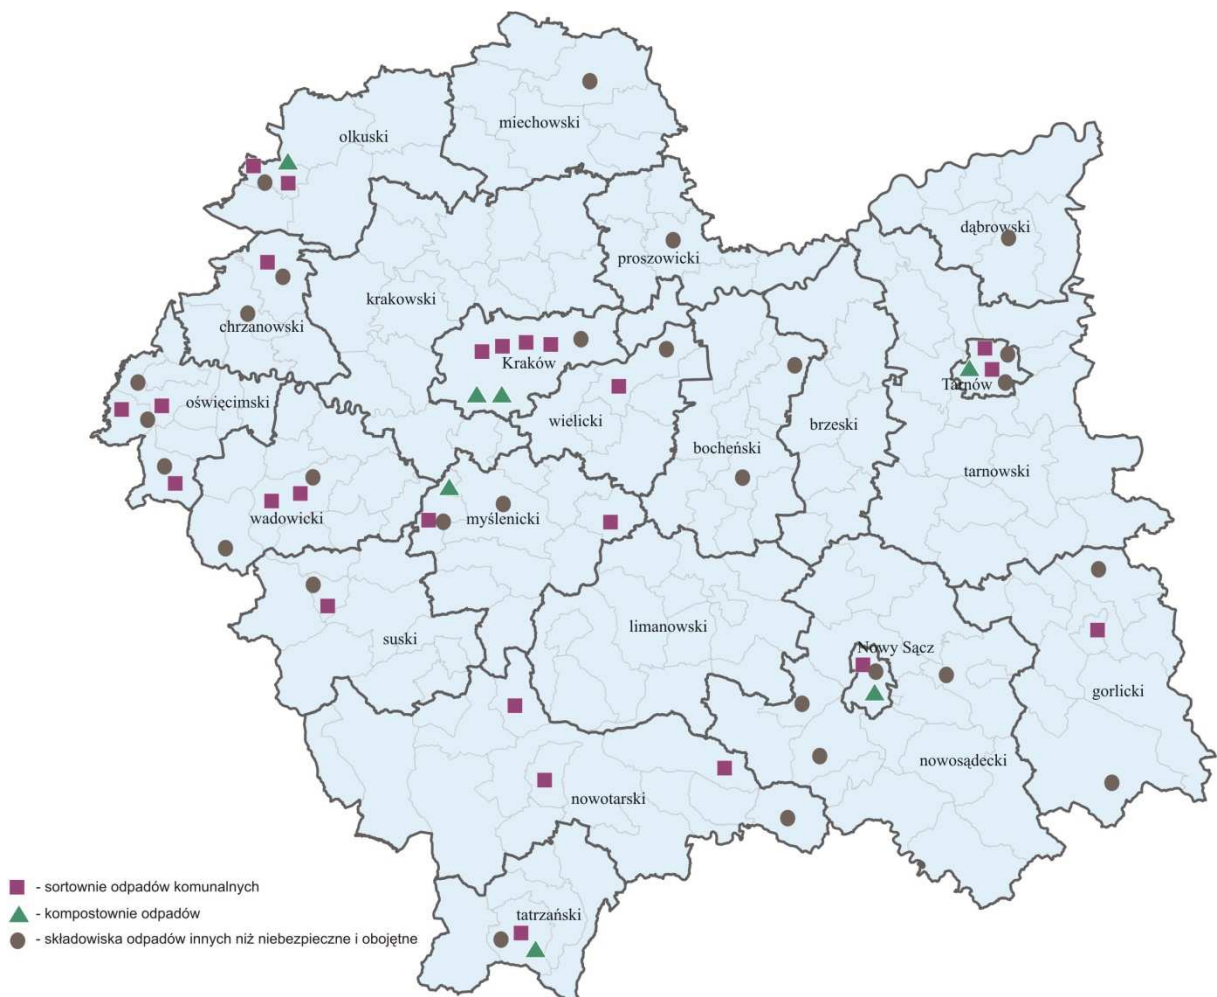 miechowski
olkuski
dąbrowski
proszowicki
krakowski
chrzanowski
Kraków
Tarnów
oświęcimski
wielicki
brzeski
bocheński
tarnowski
wadowicki
myślenicki
limanowski
suski
Nowy Sącz
gorlicki
nowosądecki
nowotarski
- sortownie odpadów komunalnych
- kompostownie odpadów
tatrzański
- składowiska odpadów innych niż niebezpieczne i obojętne